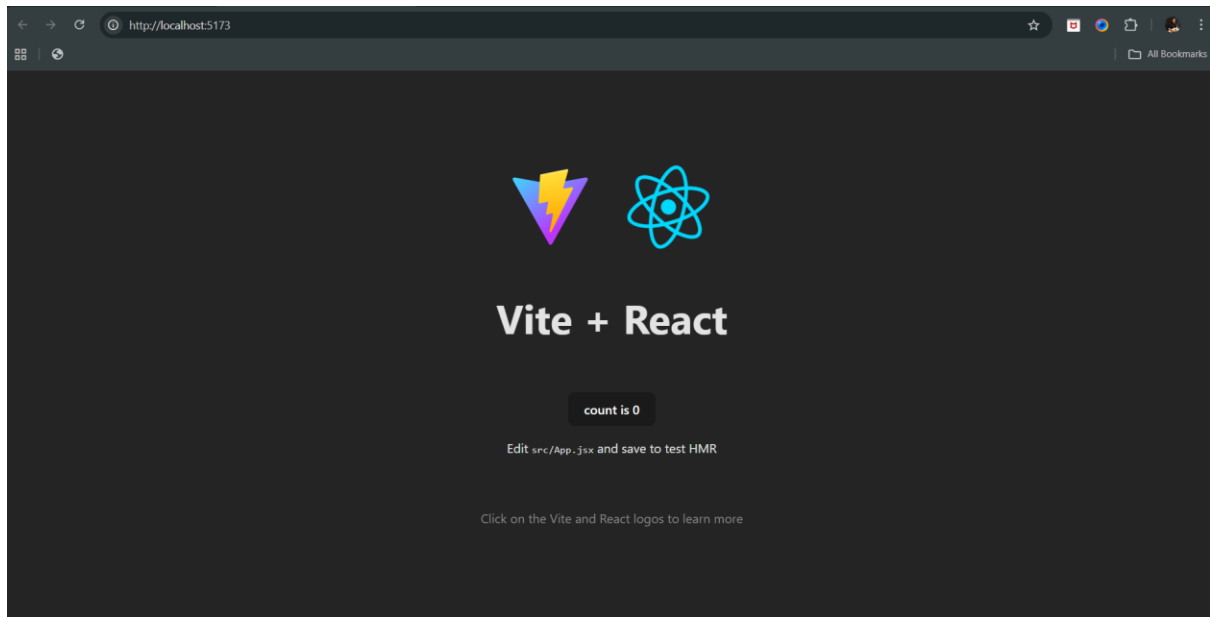 http://localhost:5173
All Bookmarks
Vite + React
count is 0
Edit src/App.jsx and save to test HMR
Click on the Vite and React logos to learn more